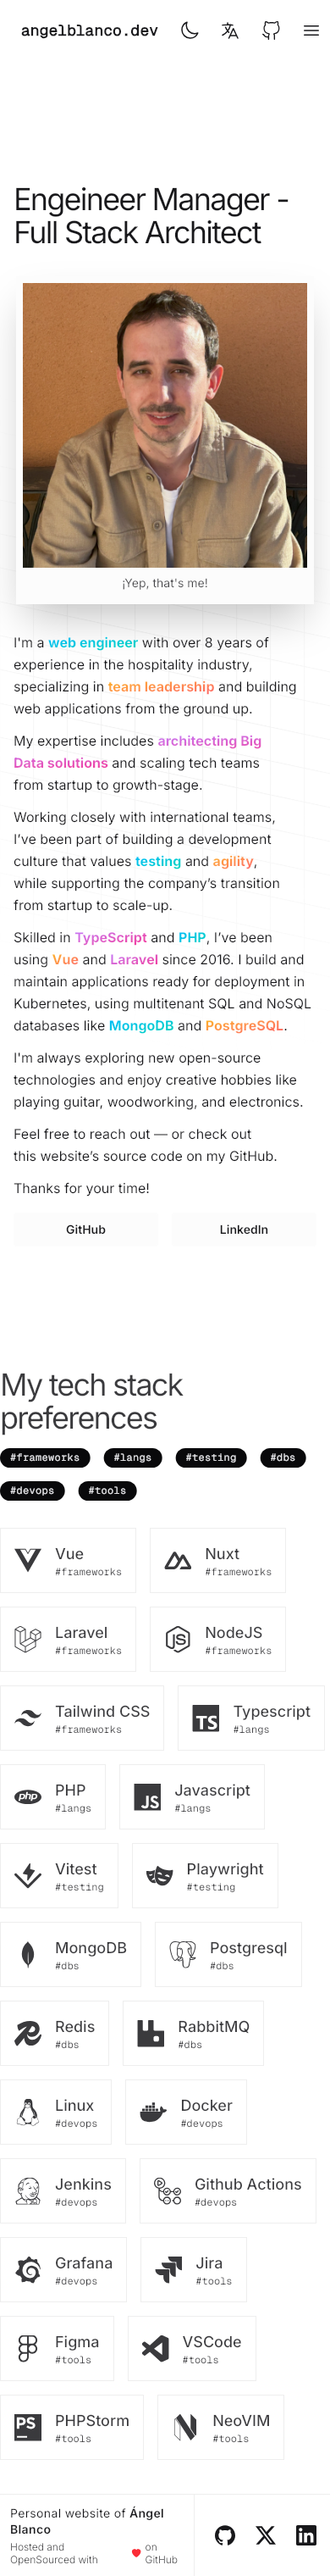 angelblanco.dev
Engeineer Manager -
Full Stack Architect
¡Yep, that's me!
I'm a web engineer with over 8 years of
experience in the hospitality industry,
specializing in team leadership and building
web applications from the ground up.
My expertise includes architecting Big
Data solutions and scaling tech teams
from startup to growth-stage.
Working closely with international teams,
I've been part of building a development
culture that values testing and agility,
while supporting the company's transition
from startup to scale-up.
Skilled in TypeScript and PHP, I've been
using Vue and Laravel since 2016. I build and
maintain applications ready for deployment in
Kubernetes, using multitenant SQL and NoSQL
databases like MongoDB and PostgreSQL.
I'm always exploring new open-source
technologies and enjoy creative hobbies like
playing guitar, woodworking, and electronics.
Feel free to reach out — or check out
this website's source code on my GitHub.
Thanks for your time!
GitHub LinkedIn
My tech stack
preferences
#frameworks #langs #testing #dbs
#devops #tools
Vue Nuxt
#frameworks #frameworks
Laravel NodeJS
#frameworks #frameworks
Tailwind CSS TS Typescript
#frameworks #langs
php PHP JS Javascript
#langs #langs
Vitest Playwright
#testing #testing
MongoDB Postgresql
#dbs #dbs
Redis RabbitMQ
#dbs #dbs
Linux Docker
#devops #devops
Jenkins Github Actions
#devops #devops
Grafana Jira
#devops #tools
Figma VSCode
#tools #tools
PS PHPStorm NeoVIM
#tools #tools
Personal website of Ángel
Blanco
Hosted and
OpenSourced with
on
GitHub